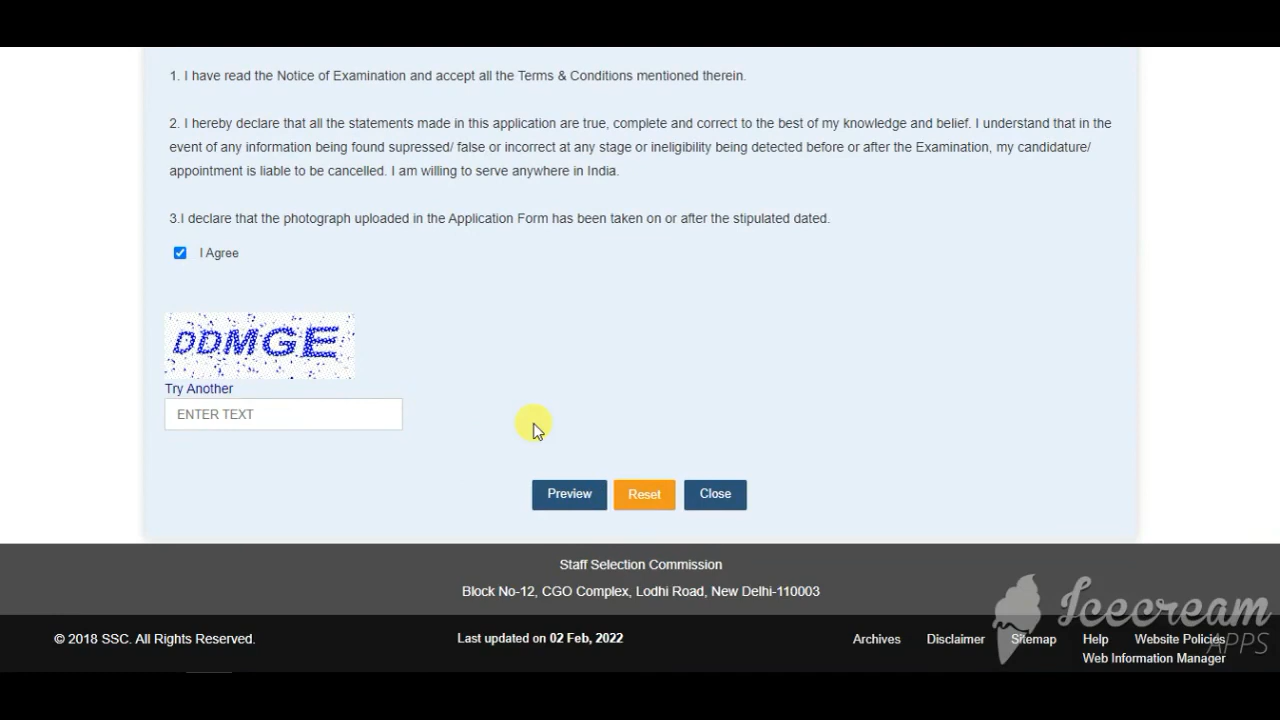 1. I have read the Notice of Examination and accept all the Terms & Conditions mentioned therein.
2. I hereby declare that all the statements made in this application are true, complete and correct to the best of my knowledge and belief. I understand that in the
event of any information being found supressed/ false or incorrect at any stage or ineligibility being detected before or after the Examination, my candidature/
appointment is liable to be cancelled. I am willing to serve anywhere in India.
3.I declare that the photograph uploaded in the Application Form has been taken on or after the stipulated dated.
I Agree
DDMGE
Try Another
ENTER TEXT
Preview Reset Close
Staff Selection Commission
Block No-12, CGO Complex, Lodhi Road, New Delhi-110003
© 2018 SSC. All Rights Reserved. Last updated on 02 Feb, 2022 Archives Disclaimer Sitemap Help Website Policies
Web Information Manager
Icecream
APPS